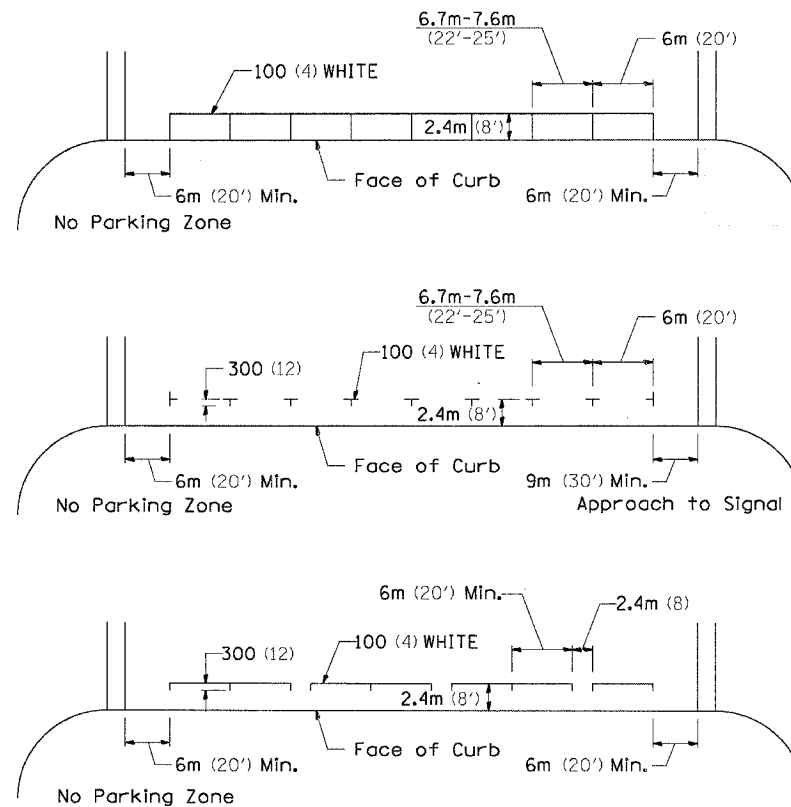 6.7m-7.6m
(22'-25')
6m (20')
100 (4) WHITE
2.4m (8')
6m (20') Min.
Face of Curb
6m (20') Min.
No Parking Zone
6.7m-7.6m
(22'-25')
6m (20')
300 (12)
100 (4) WHITE
2.4m (8')
6m (20') Min.
Face of Curb
9m (30') Min.
No Parking Zone
Approach to Signal
6m (20') Min.
2.4m (8)
300 (12)
100 (4) WHITE
2.4m (8')
6m (20') Min.
Face of Curb
6m (20') Min.
No Parking Zone